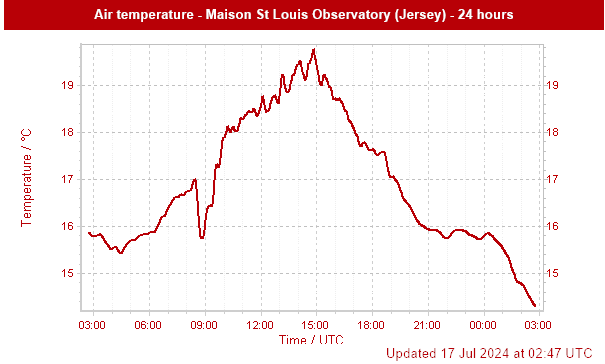 Air temperature - Maison St Louis Observatory (Jersey) - 24 hours
Temperature / °C
19
18
17
16
15
19
18
17
16
15
03:00 06:00 09:00 12:00 15:00 18:00 21:00 00:00 03:00
Time / UTC
Updated 17 Jul 2024 at 02:47 UTC